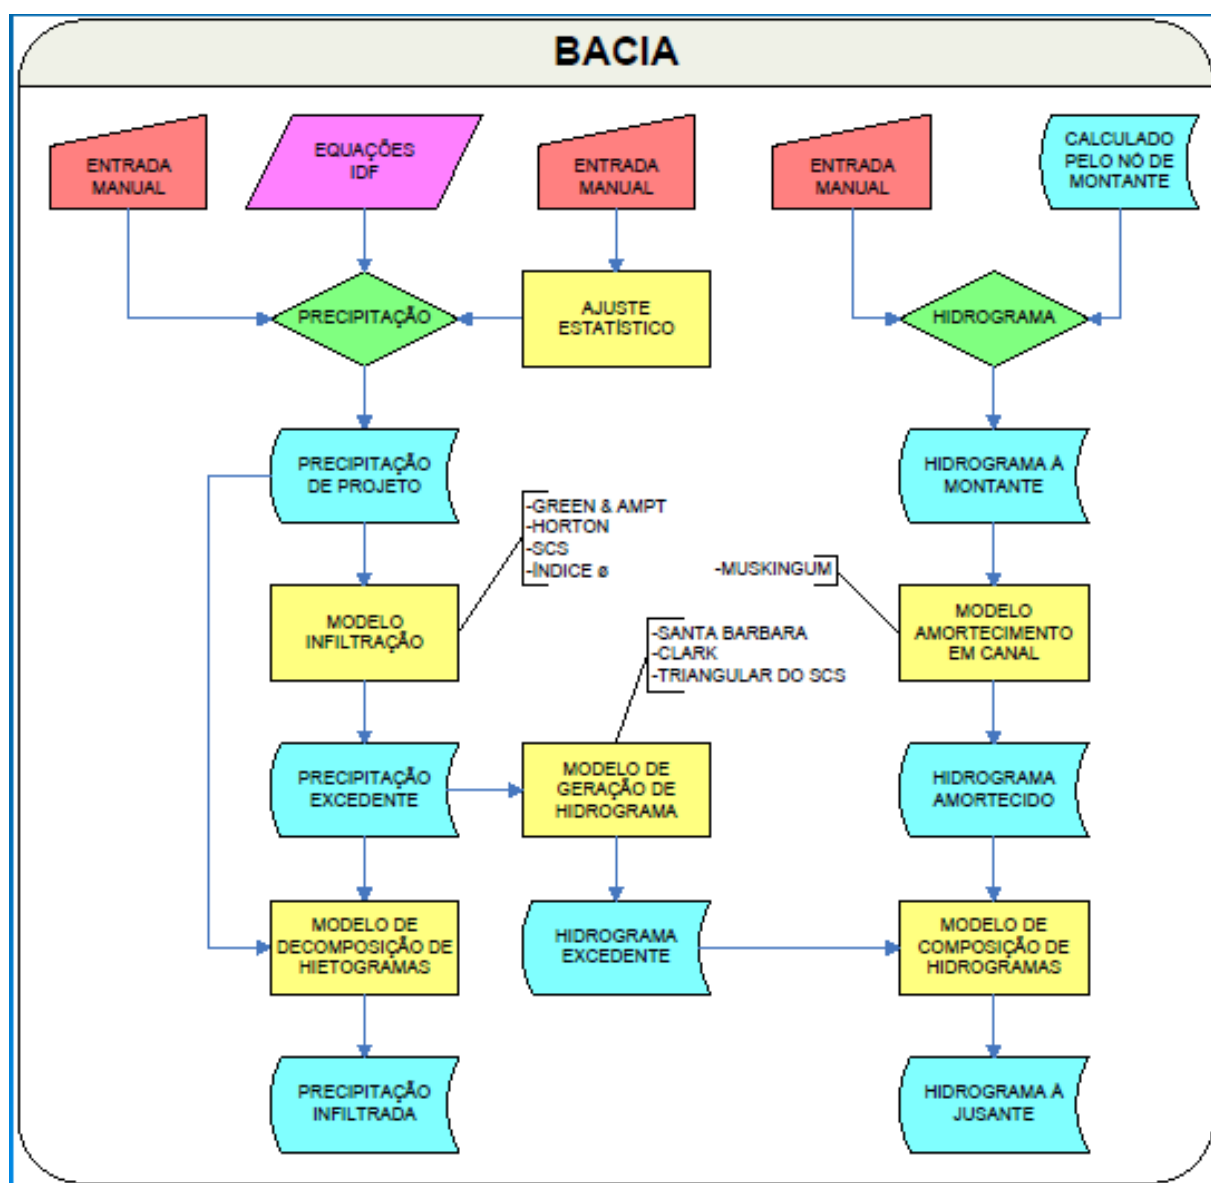 BACIA
ENTRADA
MANUAL
EQUAÇÕES
IDF
ENTRADA
MANUAL
ENTRADA
MANUAL
CALCULADO
PELO NÓ DE
MONTANTE
PRECIPITAÇÃO
AJUSTE
ESTATÍSTICO
HIDROGRAMA
PRECIPITAÇÃO
DE PROJETO
HIDROGRAMA À
MONTANTE
-GREEN & AMPT
-HORTON
-SCS
-ÍNDICE ø
-MUSKINGUM
MODELO
INFILTRAÇÃO
MODELO
AMORTECIMENTO
EM CANAL
-SANTA BARBARA
-CLARK
-TRIANGULAR DO SCS
PRECIPITAÇÃO
EXCEDENTE
MODELO DE
GERAÇÃO DE
HIDROGRAMA
HIDROGRAMA
AMORTECIDO
MODELO DE
DECOMPOSIÇÃO DE
HIETOGRAMAS
HIDROGRAMA
EXCEDENTE
MODELO DE
COMPOSIÇÃO DE
HIDROGRAMAS
PRECIPITAÇÃO
INFILTRADA
HIDROGRAMA À
JUSANTE